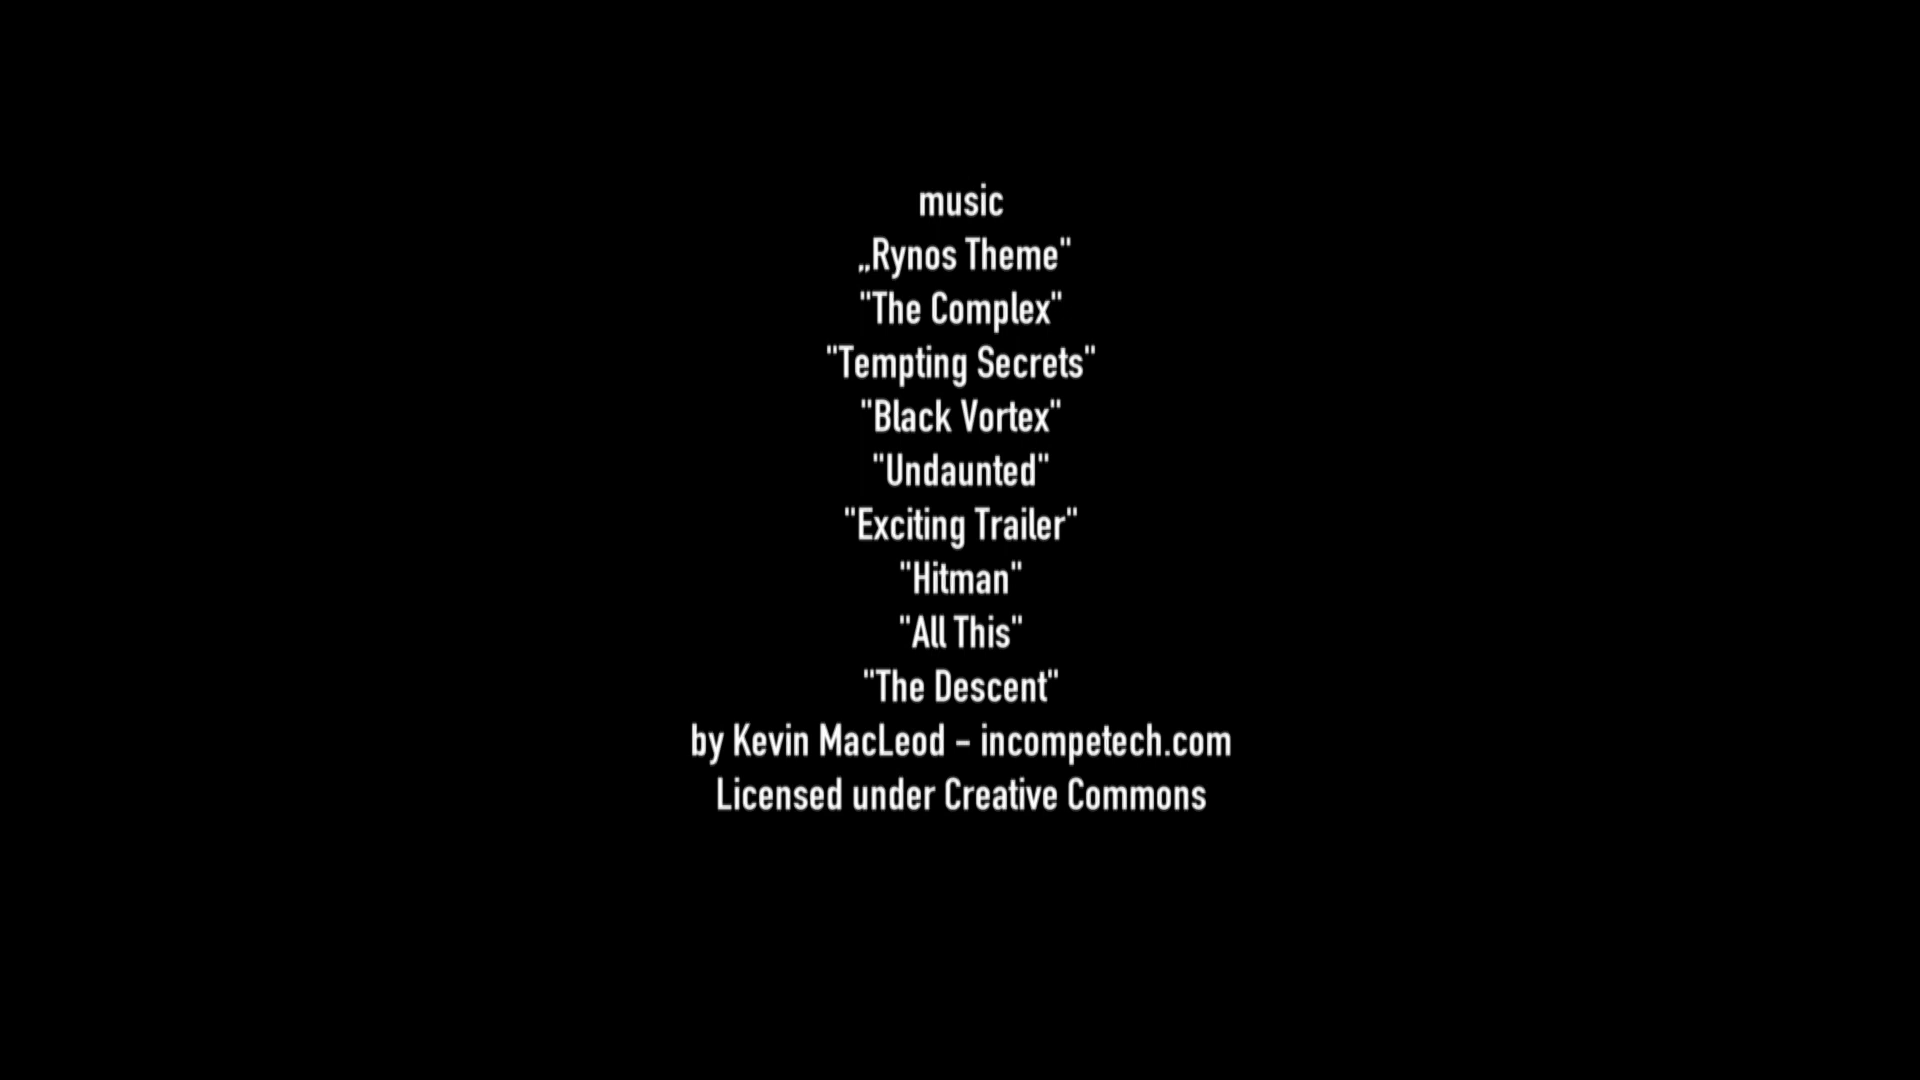 music
„Rynos Theme"
"The Complex"
"Tempting Secrets"
"Black Vortex"
"Undaunted"
"Exciting Trailer"
"Hitman"
"All This"
"The Descent"
by Kevin MacLeod – incompetech.com
Licensed under Creative Commons